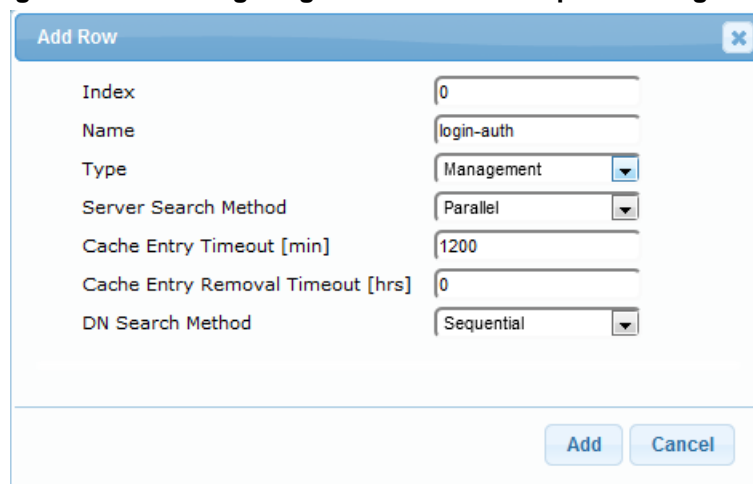 Add Row
Index 0
Name login-auth
Type Management
Server Search Method Parallel
Cache Entry Timeout [min] 1200
Cache Entry Removal Timeout [hrs] 0
DN Search Method Sequential
Add Cancel